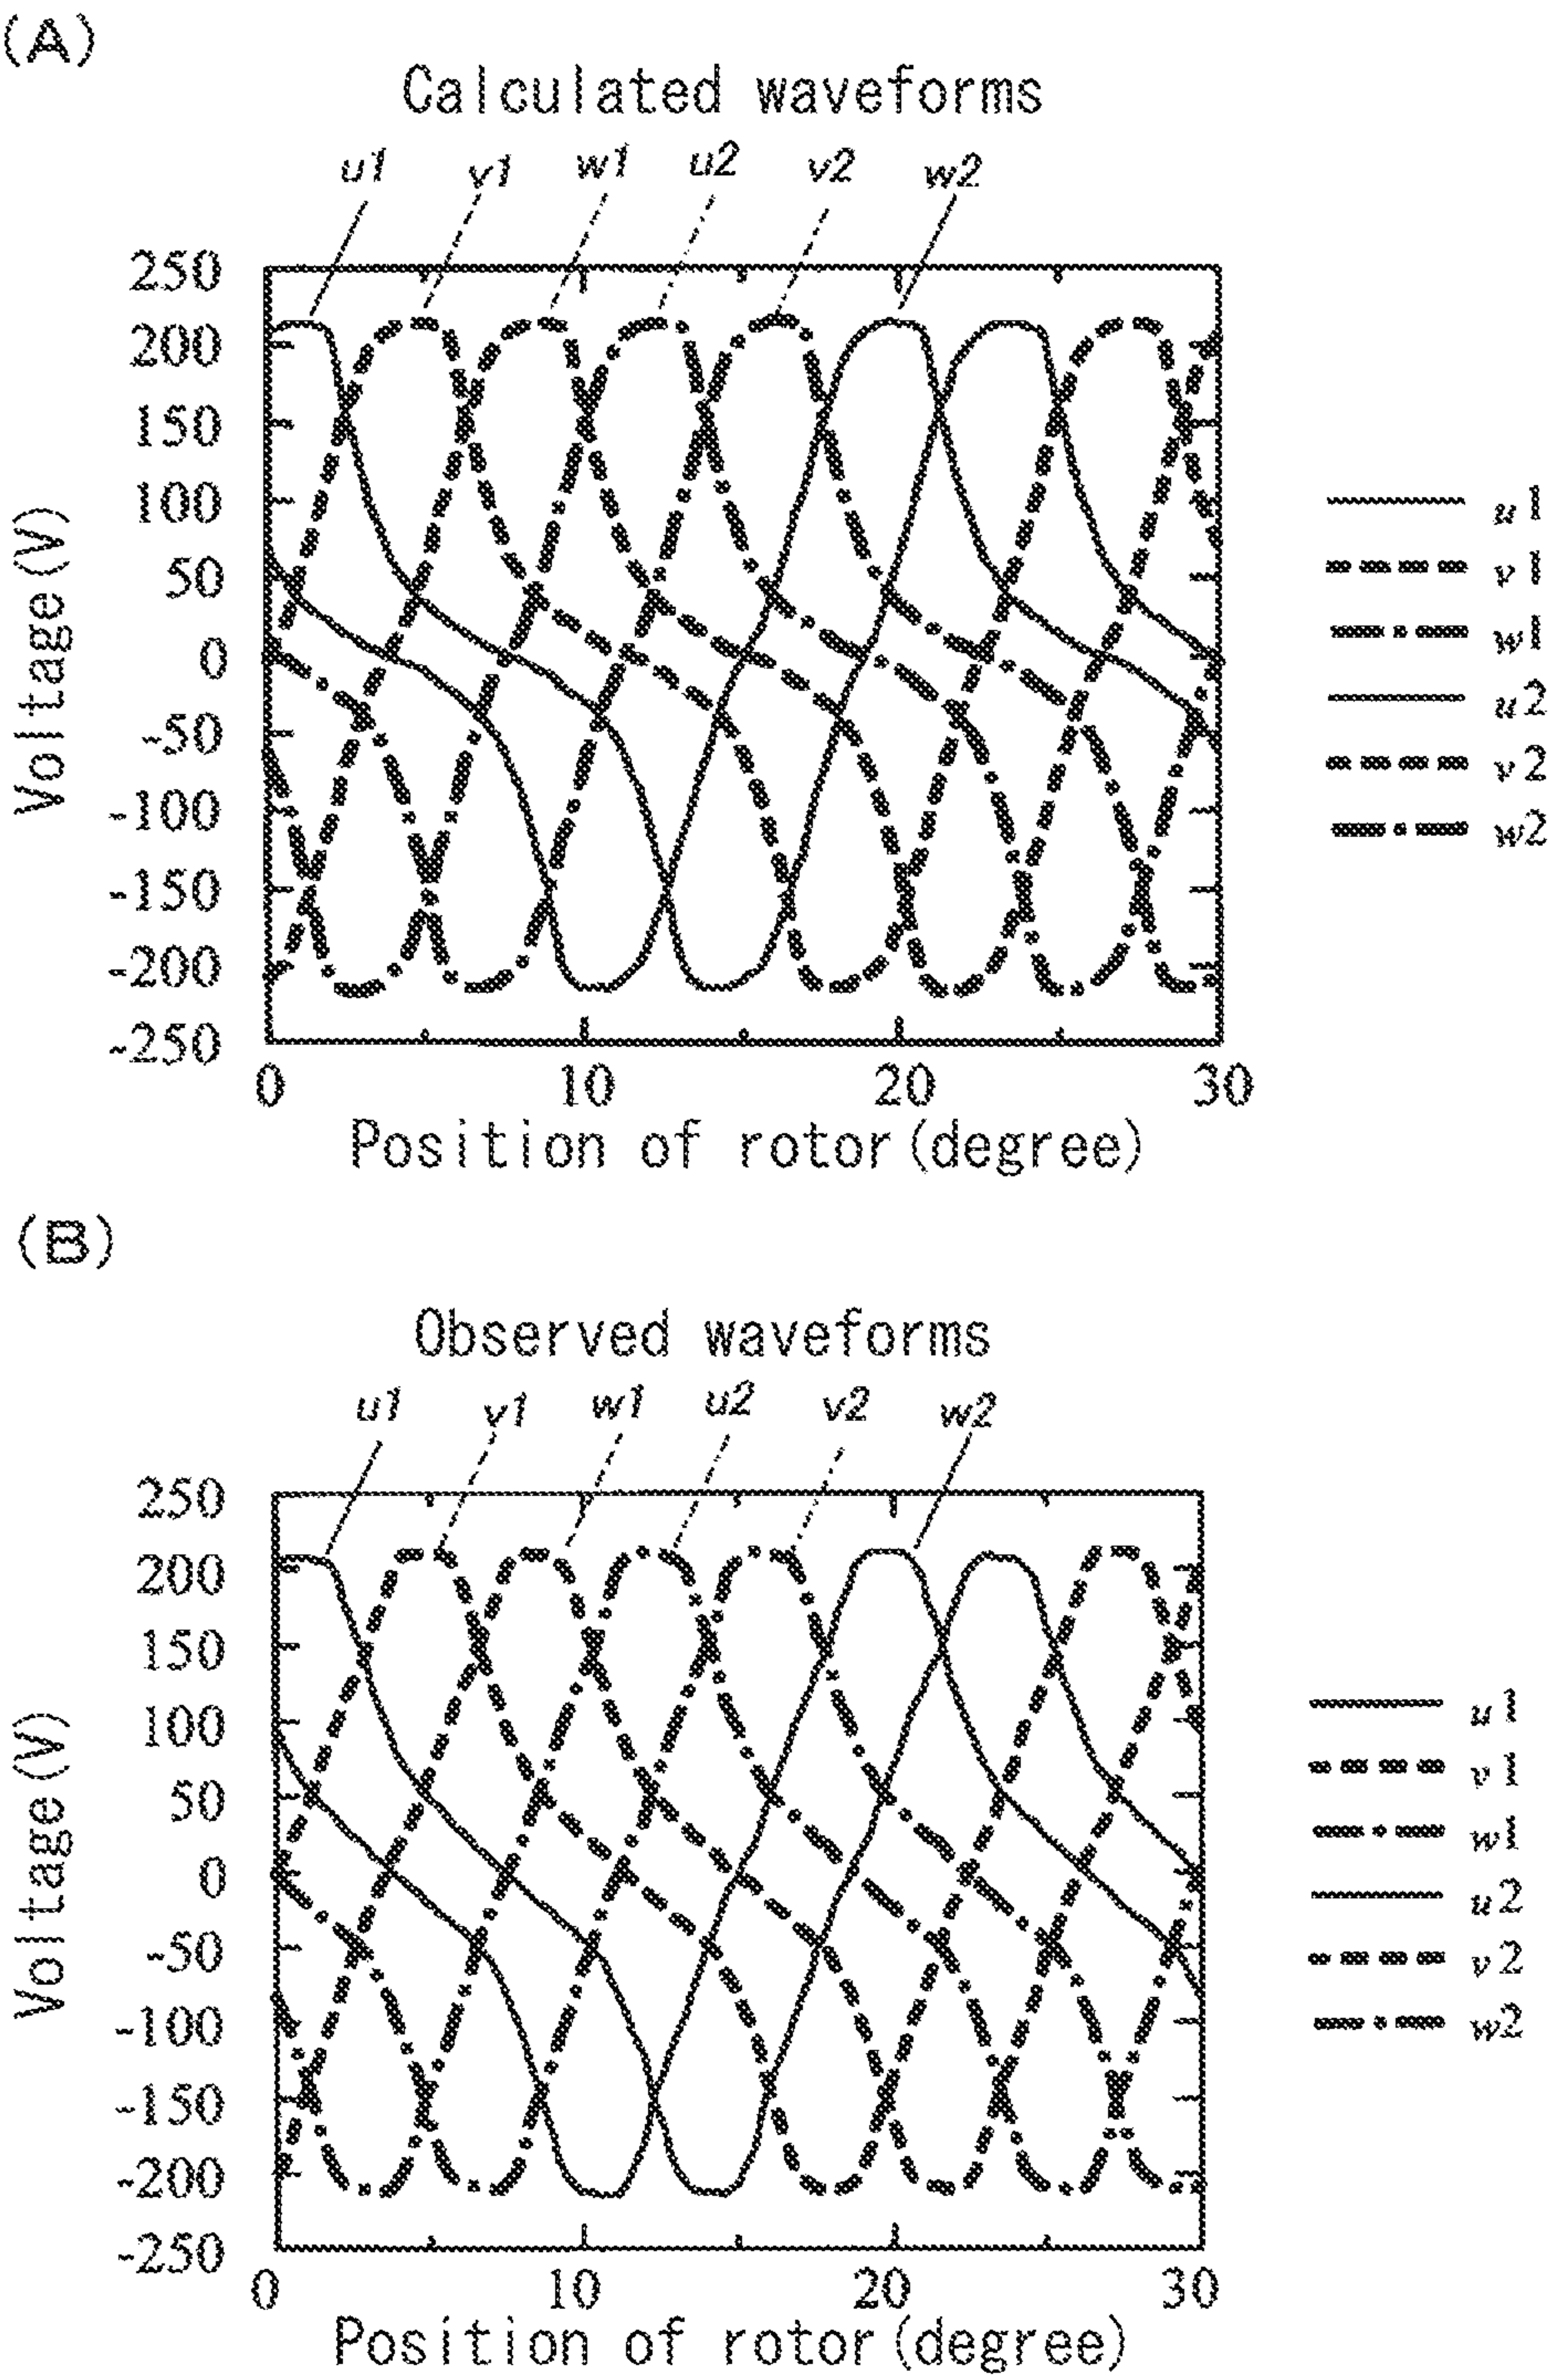 (A)
Calculated waveforms
u1 v1 w1 u2 v2 w2
250
200
150
100
50
0
-50
-100
-150
-200
-250
0 10 20 30
Position of rotor(degree)
Voltage(V)
u1
v1
w1
u2
v2
w2
(B)
Observed waveforms
u1 v1 w1 u2 v2 w2
250
200
150
100
50
0
-50
-100
-150
-200
-250
0 10 20 30
Position of rotor(degree)
Voltage(V)
u1
v1
w1
u2
v2
w2